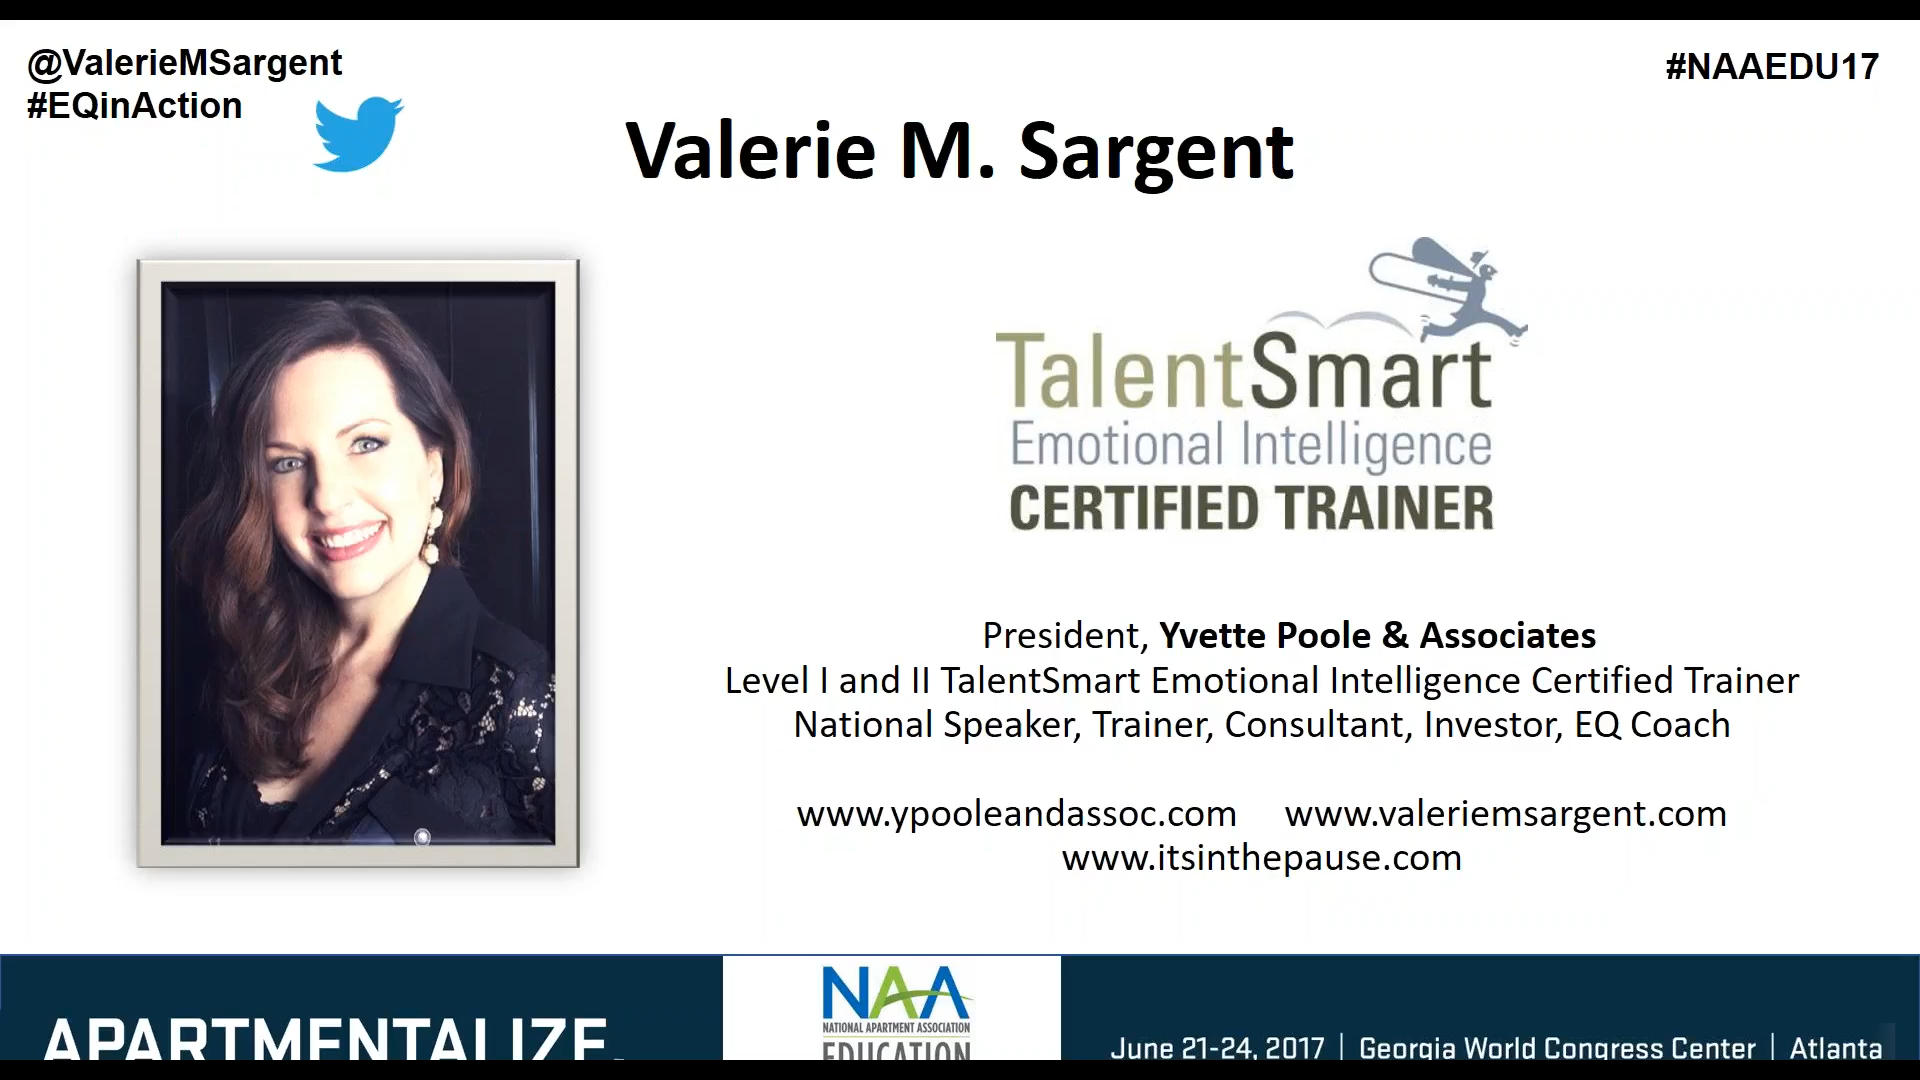 @ValerieMSargent
#EQinAction
#NAAEDU17
Valerie M. Sargent
TalentSmart
Emotional Intelligence
CERTIFIED TRAINER
President, Yvette Poole & Associates
Level I and II TalentSmart Emotional Intelligence Certified Trainer
National Speaker, Trainer, Consultant, Investor, EQ Coach
www.ypooleandassoc.com www.valeriemsargent.com
www.itsinthepause.com
APARTMENTALIZE.
NAA
NATIONAL APARTMENT ASSOCIATION
EDUCATION
June 21-24, 2017 | Georgia World Congress Center | Atlanta